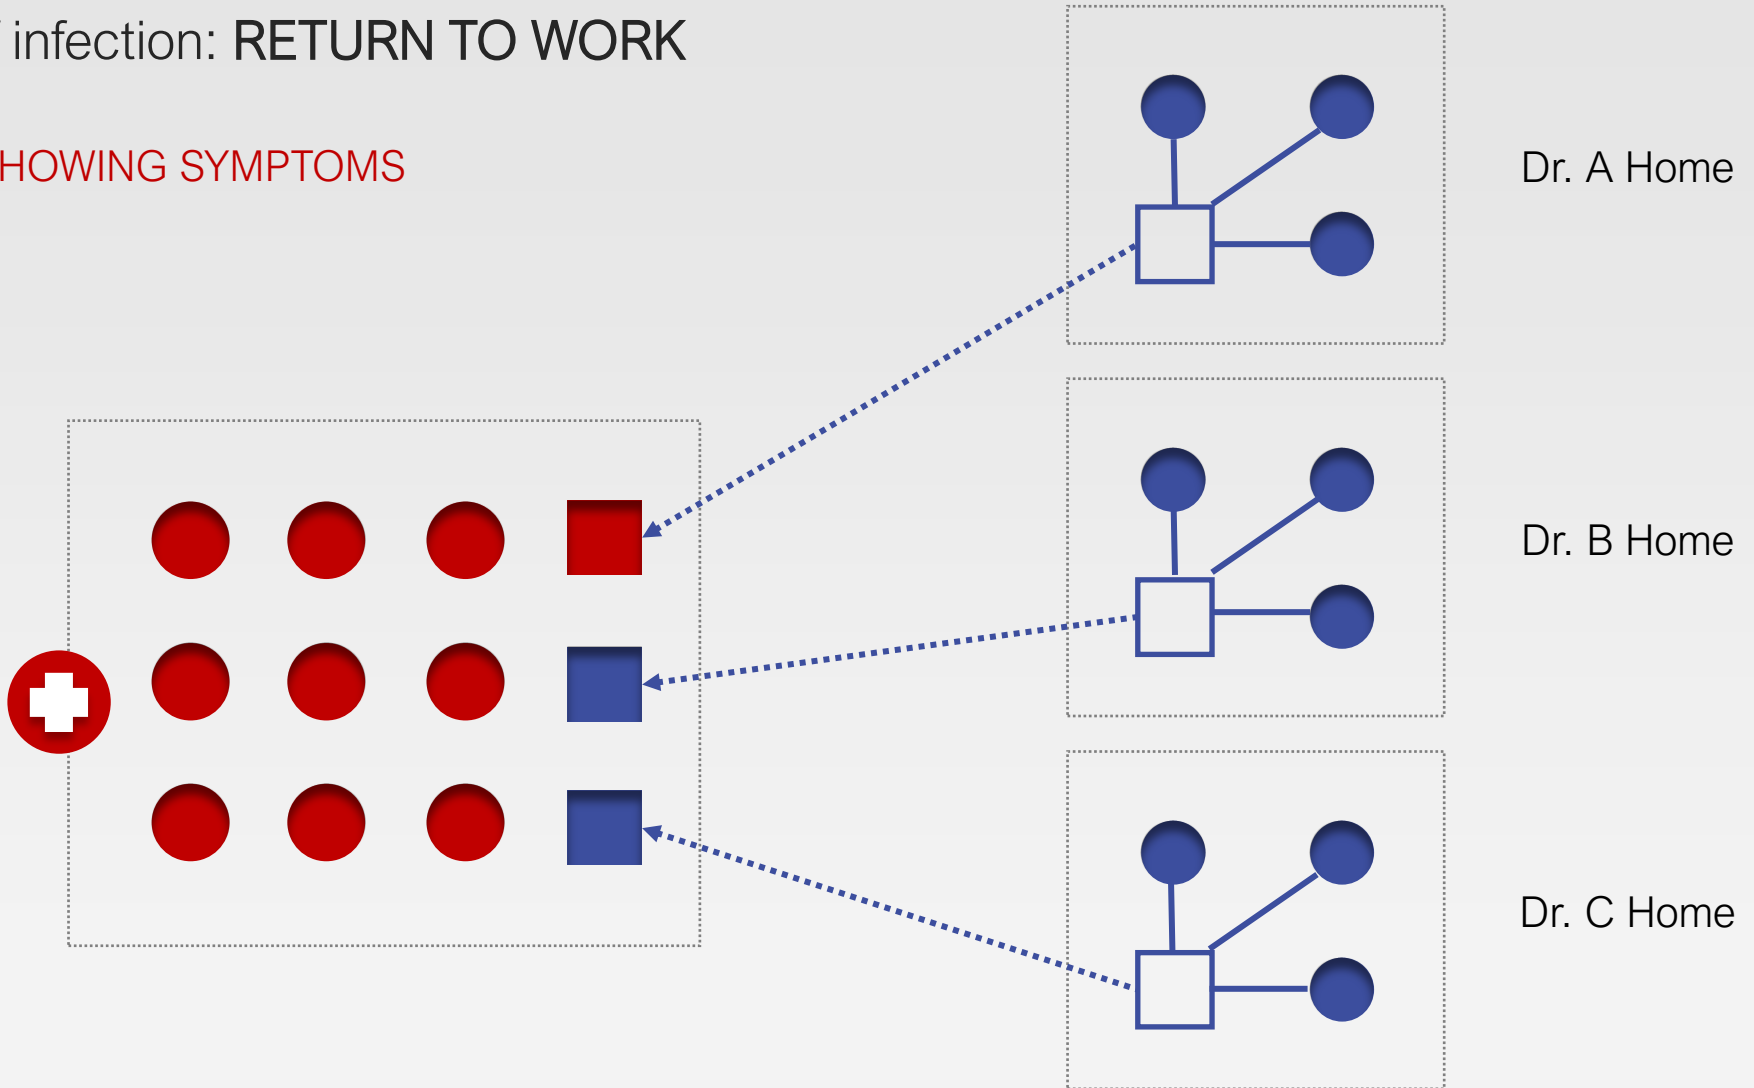 infection: RETURN TO WORK
HOWING SYMPTOMS
Dr. A Home
Dr. B Home
Dr. C Home